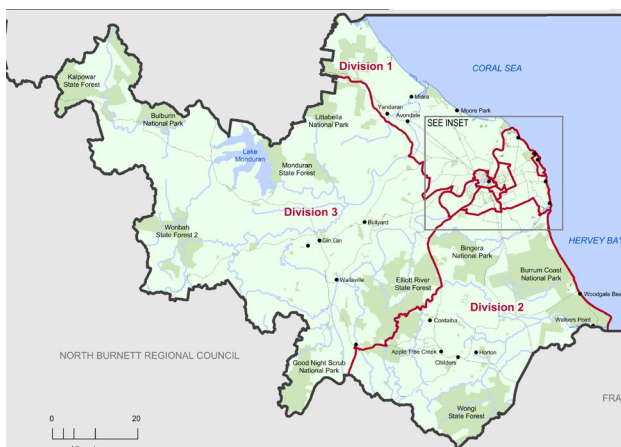 CORAL SEA
Division 1
Kalpowar
State Forest
Miara
Moore Park
Yandaran
Avondale
Littabella
National Park
Bulburin
National Park
SEE INSET
Lake
Monduran
Monduran
State Forest
Division 3
Wonbah
State Forest 2
Bullyard
Gin Gin
HERVEY BAY
Bingera
National Park
Wallaville
Elliott River
State Forest
Burrum Coast
National Park
Woodgate Bea
Division 2
Walkers Point
Cordalba
NORTH BURNETT REGIONAL COUNCIL
Apple Tree Creek
Horton
Childers
Good Night Scrub
National Park
FRA
Wongi
State Forest
0
20